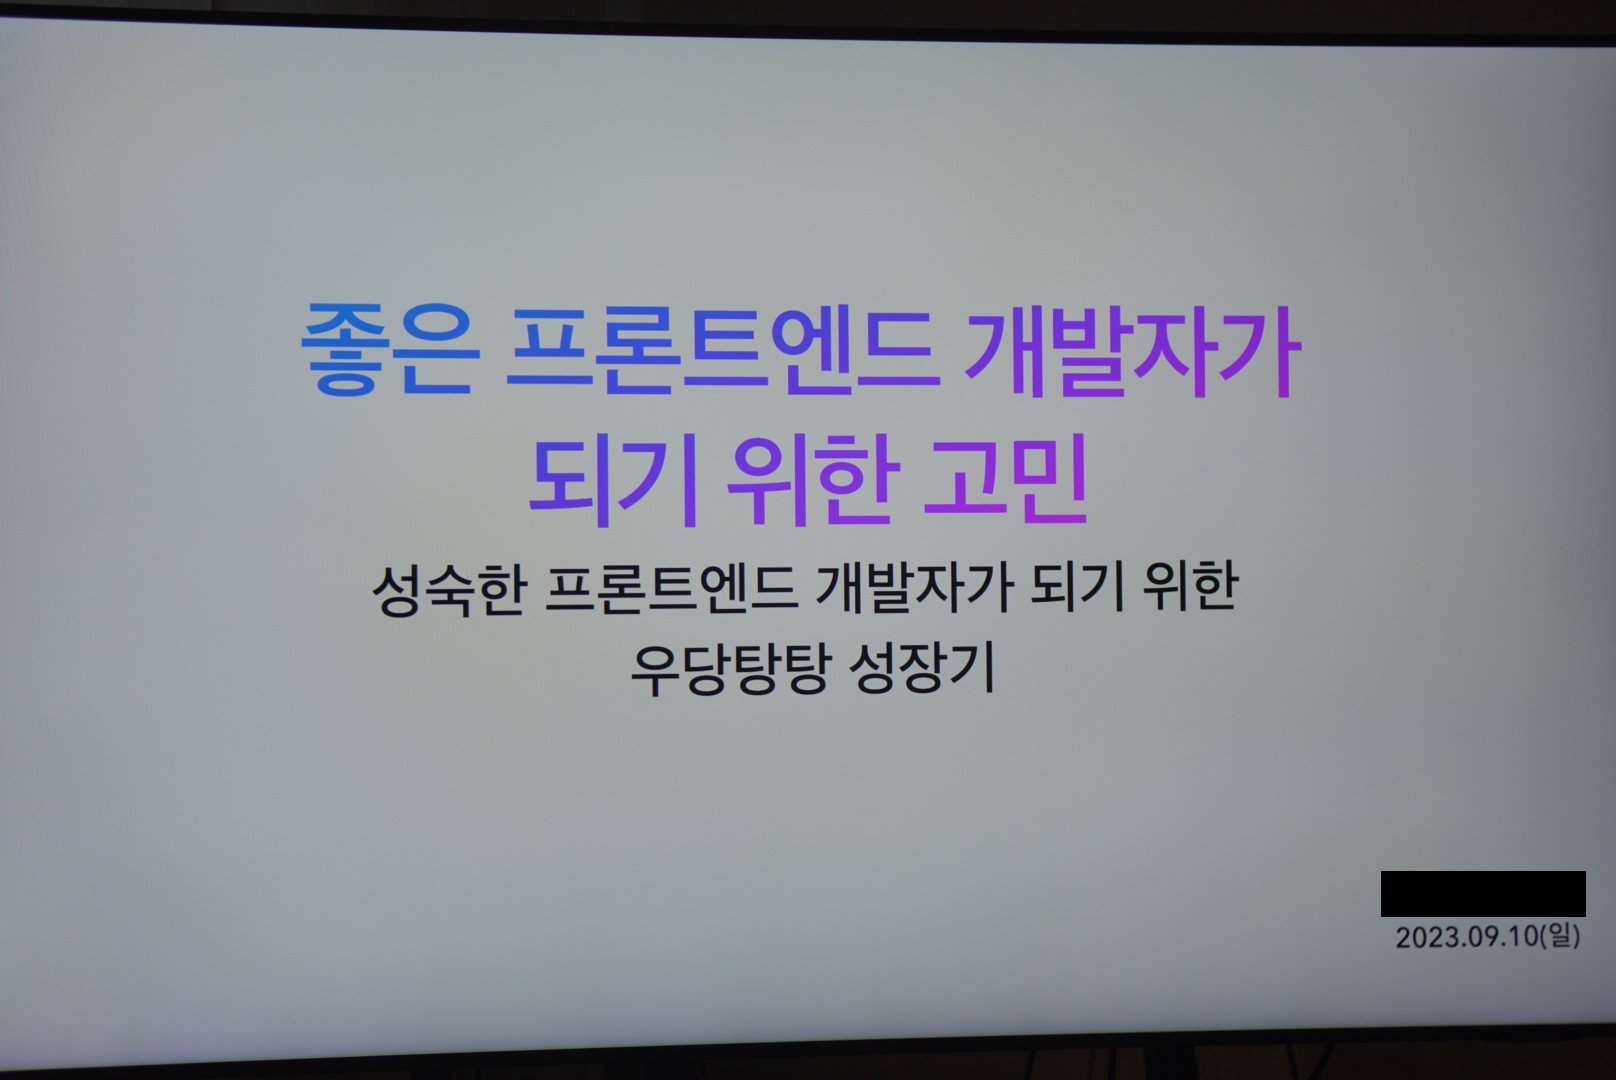 좋은 프론트엔드 개발자가
되기 위한 고민
성숙한 프론트엔드 개발자가 되기 위한
우당탕탕 성장기
2023.09.10(일)